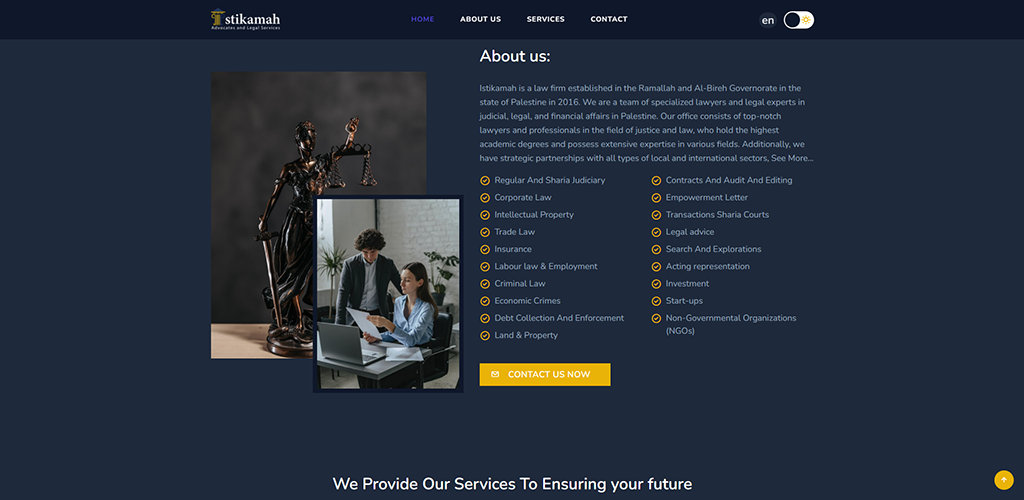 stikamah
Advocates and Legal Services
HOME
ABOUT US
SERVICES
CONTACT
en
About us:
Istikamah is a law firm established in the Ramallah and Al-Bireh Governorate in the
state of Palestine in 2016. We are a team of specialized lawyers and legal experts in
judicial, legal, and financial affairs in Palestine. Our office consists of top-notch
lawyers and professionals in the field of justice and law, who hold the highest
academic degrees and possess extensive expertise in various fields. Additionally, we
have strategic partnerships with all types of local and international sectors, See More...
Regular And Sharia Judiciary
Corporate Law
Intellectual Property
Trade Law
Insurance
Labour law & Employment
Criminal Law
Economic Crimes
Debt Collection And Enforcement
Land & Property
Contracts And Audit And Editing
Empowerment Letter
Transactions Sharia Courts
Legal advice
Search And Explorations
Acting representation
Investment
Start-ups
Non-Governmental Organizations
(NGOs)
CONTACT US NOW
We Provide Our Services To Ensuring your future